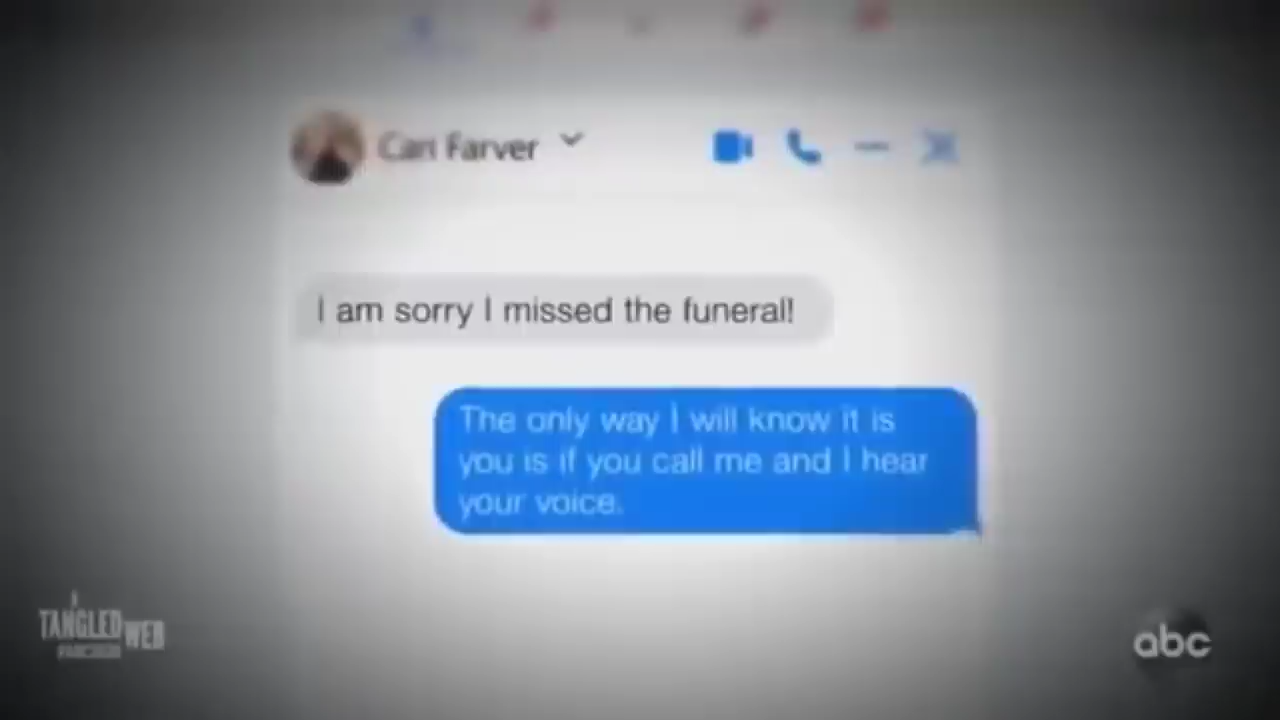 Cari Farver
I am sorry I missed the funeral!
The only way I will know it is
you is if you call me and I hear
your voice.
A
TANGLED WEB
abc